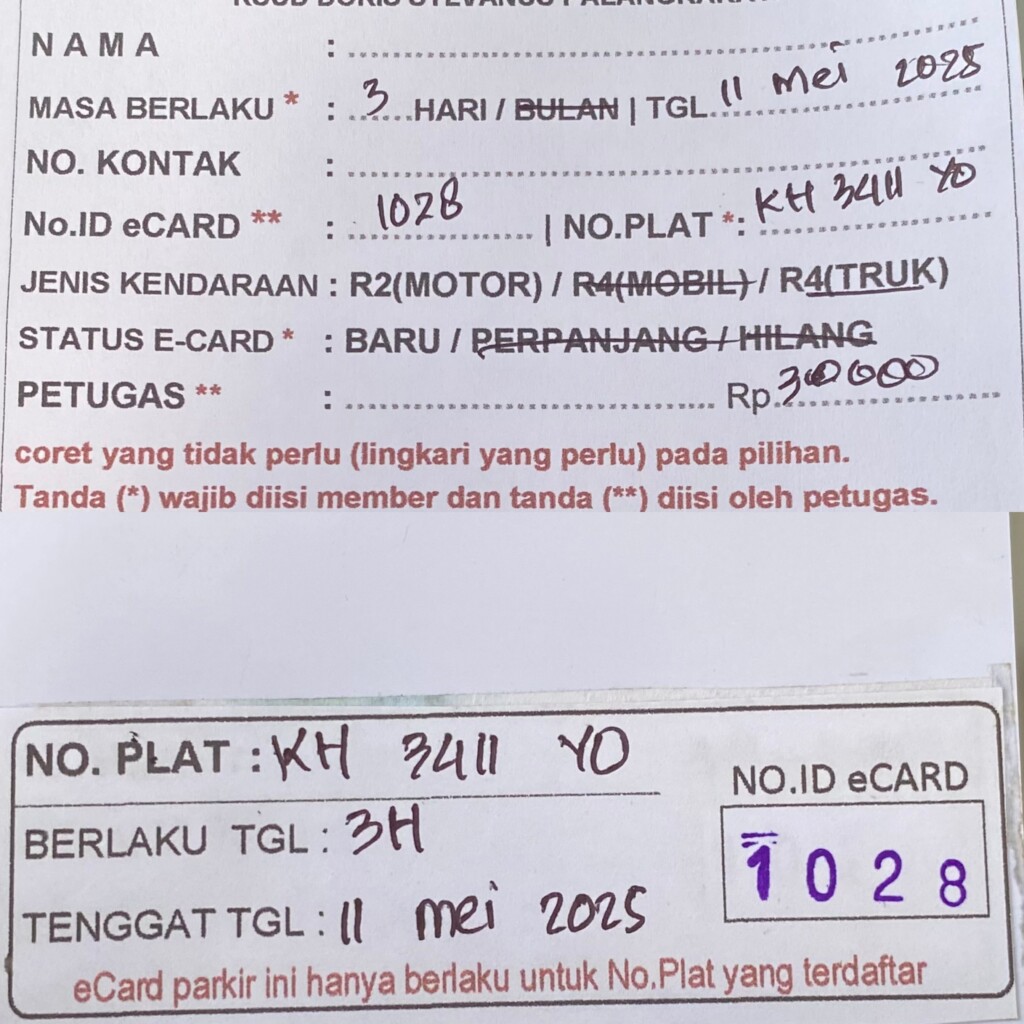 N A M A :
MASA BERLAKU * : 3 HARI / BULAN | TGL 11 Mei 2025
NO. KONTAK :
No.ID eCARD ** : 1028 | NO.PLAT *: KH 3411 YO
JENIS KENDARAAN : R2(MOTOR) / R4(MOBIL) / R4(TRUK)
STATUS E-CARD * : BARU / PERPANJANG / HILANG
PETUGAS ** : Rp. 30000
coret yang tidak perlu (lingkari yang perlu) pada pilihan.
Tanda (*) wajib diisi member dan tanda (**) diisi oleh petugas.
NO. PLAT : KH 3411 YO
BERLAKU TGL : 3H
TENGGAT TGL : 11 mei 2025
NO.ID eCARD
1028
eCard parkir ini hanya berlaku untuk No.Plat yang terdaftar